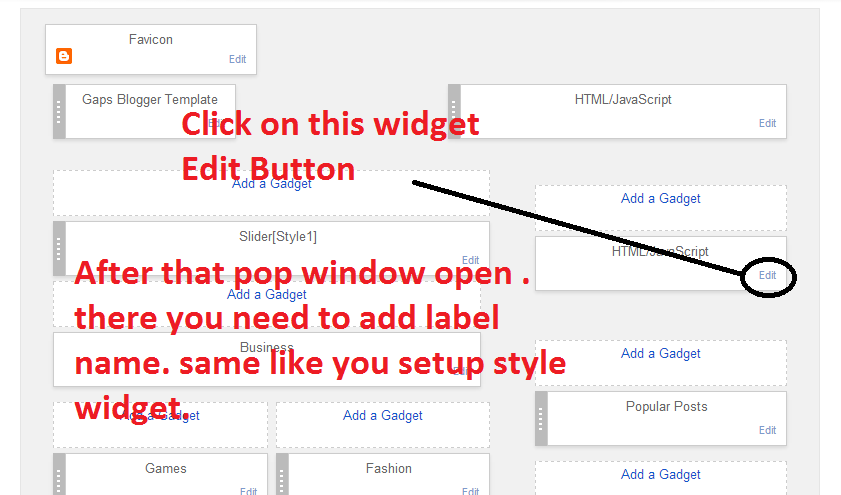 Favicon
Edit
Gaps Blogger Template
Edit
HTML/JavaScript
Edit
Click on this widget
Edit Button
Add a Gadget
Add a Gadget
Slider[Style1]
Edit
HTML/JavaScript
Edit
After that pop window open .
there you need to add label
name. same like you setup style
widget.
Add a Gadget
Business
Edit
Add a Gadget
Add a Gadget
Add a Gadget
Popular Posts
Edit
Games
Edit
Fashion
Edit
Add a Gadget